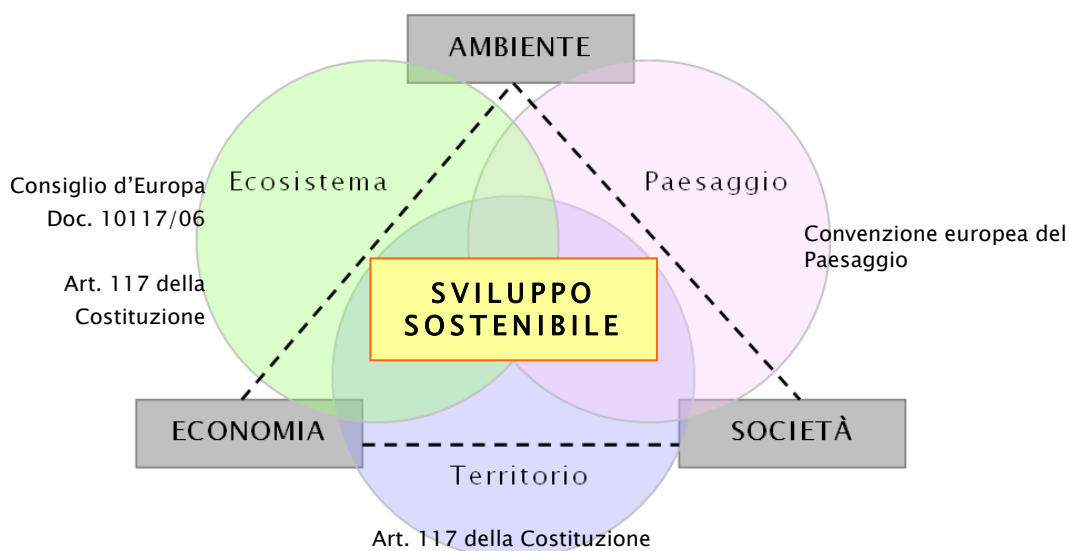 AMBIENTE
Ecosistema
Paesaggio
Consiglio d’Europa
Doc. 10117/06
Convenzione europea del
Paesaggio
Art. 117 della
Costituzione
SVILUPPO
SOSTENIBILE
ECONOMIA
SOCIETÀ
Territorio
Art. 117 della Costituzione